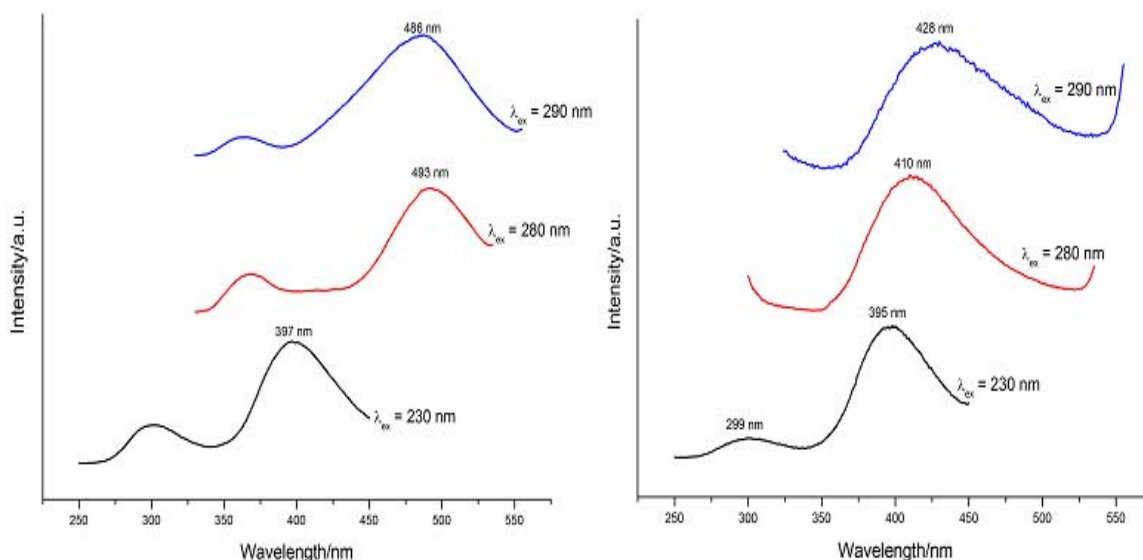 486 nm
λex = 290 nm
493 nm
λex = 280 nm
397 nm
λex = 230 nm
Intensity/a.u.
250 300 350 400 450 500 550
Wavelength/nm
428 nm
λex = 290 nm
410 nm
λex = 280 nm
395 nm
λex = 230 nm
299 nm
Intensity/a.u.
250 300 350 400 450 500 550
Wavelength/nm